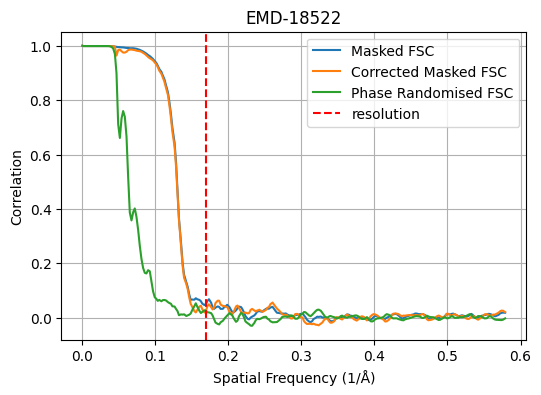 EMD-18522
Masked FSC
Corrected Masked FSC
Phase Randomised FSC
resolution
Correlation
1.0
0.8
0.6
0.4
0.2
0.0
0.0 0.1 0.2 0.3 0.4 0.5 0.6
Spatial Frequency (1/Å)